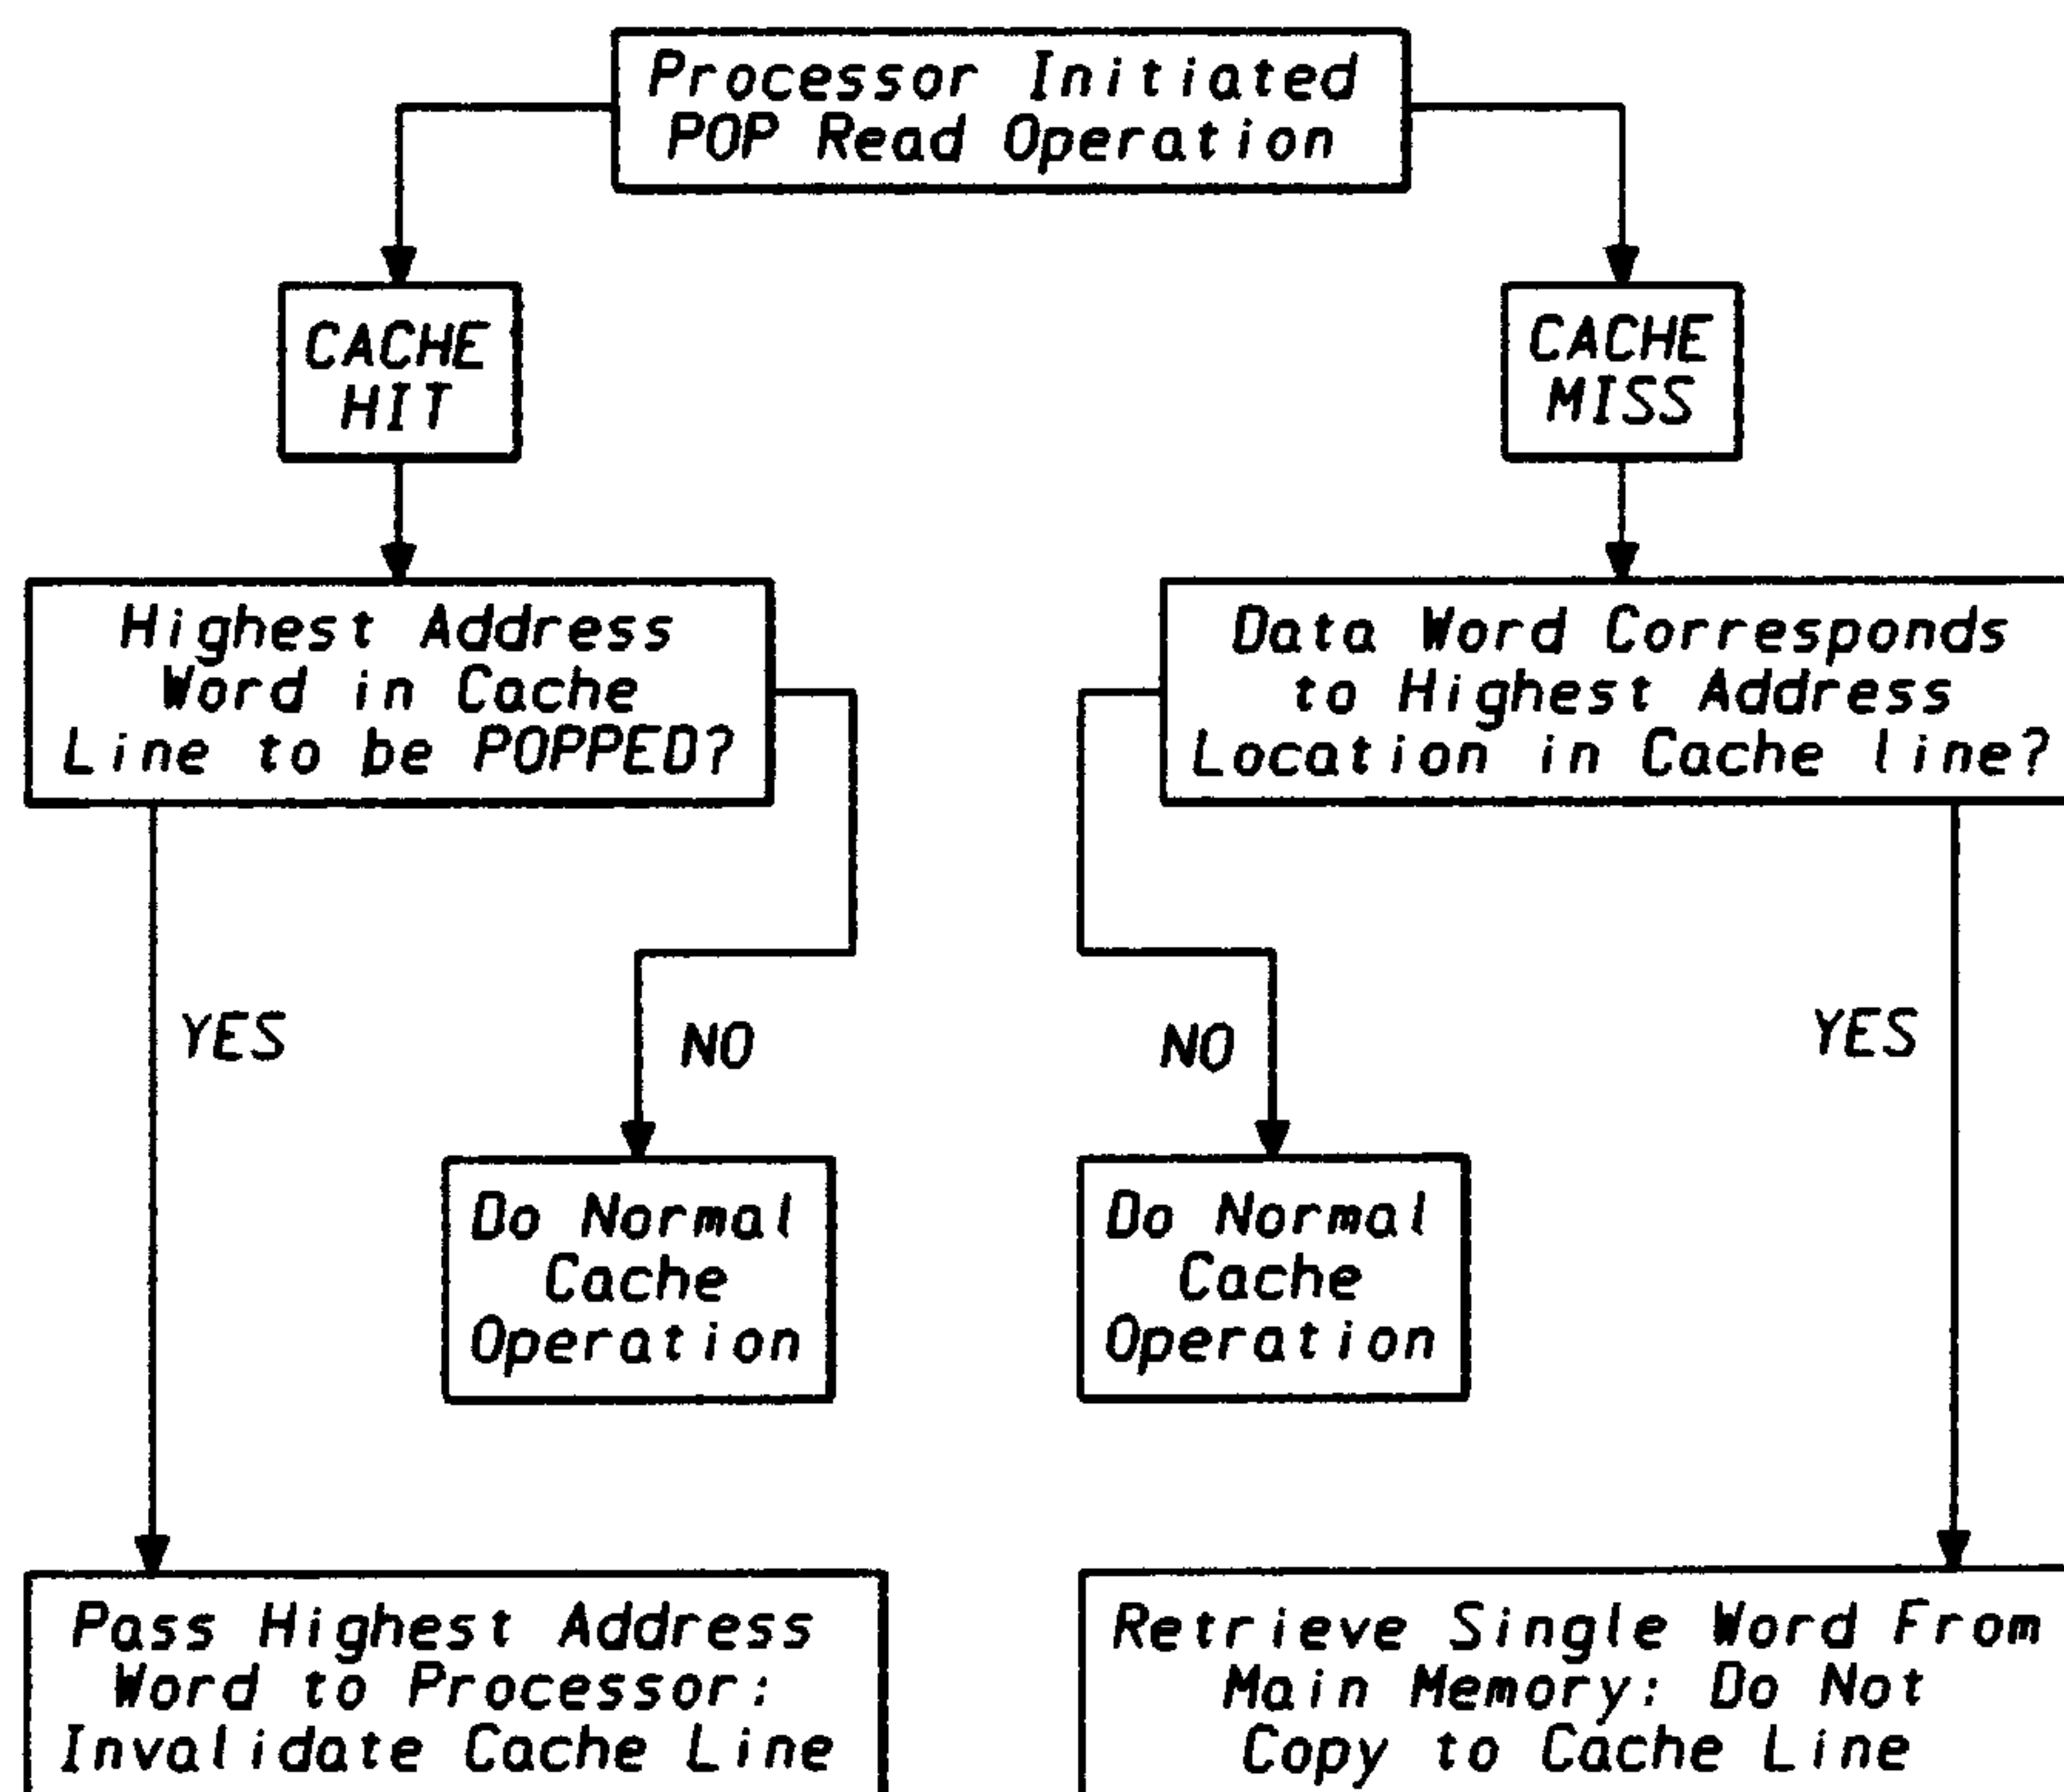 Processor Initiated
POP Read Operation
CACHE
HIT
CACHE
MISS
Highest Address
Word in Cache
Line to be POPPED?
Data Word Corresponds
to Highest Address
Location in Cache line?
YES
NO
NO
YES
Do Normal
Cache
Operation
Do Normal
Cache
Operation
Pass Highest Address
Word to Processor:
Invalidate Cache Line
Retrieve Single Word From
Main Memory: Do Not
Copy to Cache Line